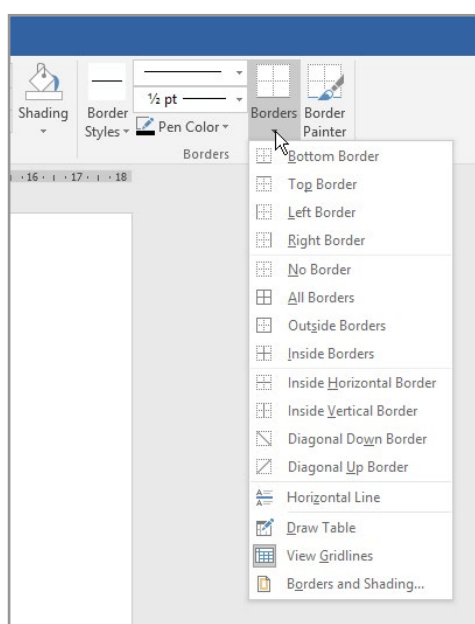 ½ pt
Shading
Border Styles
Pen Color
Borders
Border Painter
Borders
16 17 18
Bottom Border
Top Border
Left Border
Right Border
No Border
All Borders
Outside Borders
Inside Borders
Inside Horizontal Border
Inside Vertical Border
Diagonal Down Border
Diagonal Up Border
Horizontal Line
Draw Table
View Gridlines
Borders and Shading...